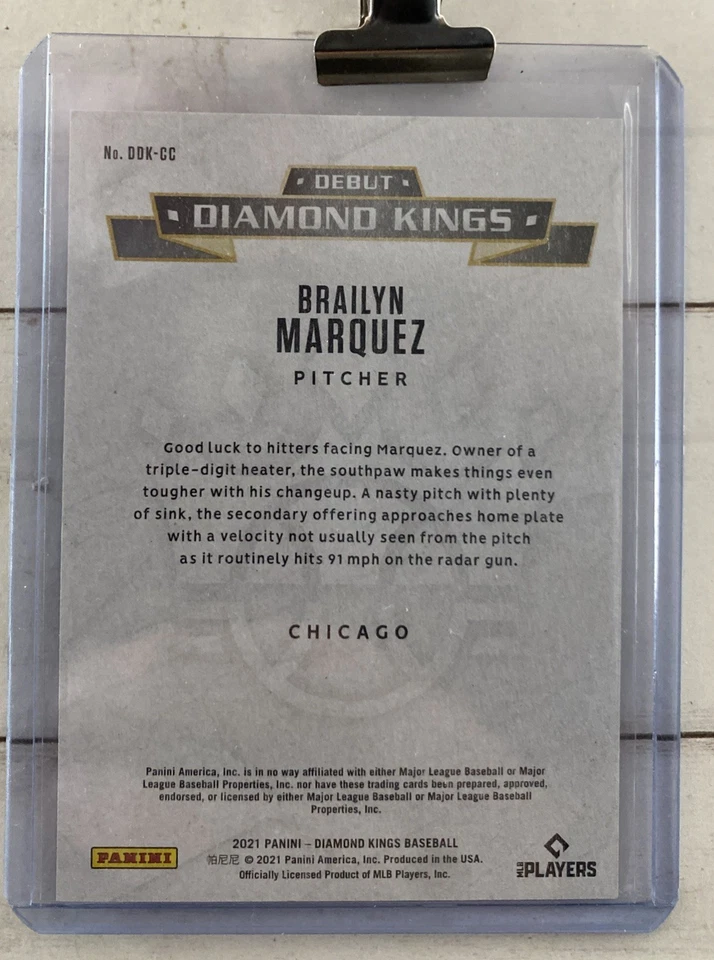 No. DDK-CC
DEBUT
DIAMOND KINGS
BRAILYN
MARQUEZ
PITCHER
Good luck to hitters facing Marquez. Owner of a
triple-digit heater, the southpaw makes things even
tougher with his changeup. A nasty pitch with plenty
of sink, the secondary offering approaches home plate
with a velocity not usually seen from the pitch
as it routinely hits 91 mph on the radar gun.
CHICAGO
Panini America, Inc. is in no way affiliated with either Major League Baseball or Major
League Baseball Properties, Inc. nor have these trading cards been prepared, approved,
endorsed, or licensed by either Major League Baseball or Major League Baseball
Properties, Inc.
2021 PANINI – DIAMOND KINGS BASEBALL
帕尼尼 © 2021 Panini America, Inc. Produced in the USA.
Officially Licensed Product of MLB Players, Inc.
PANINI
MLB PLAYERS